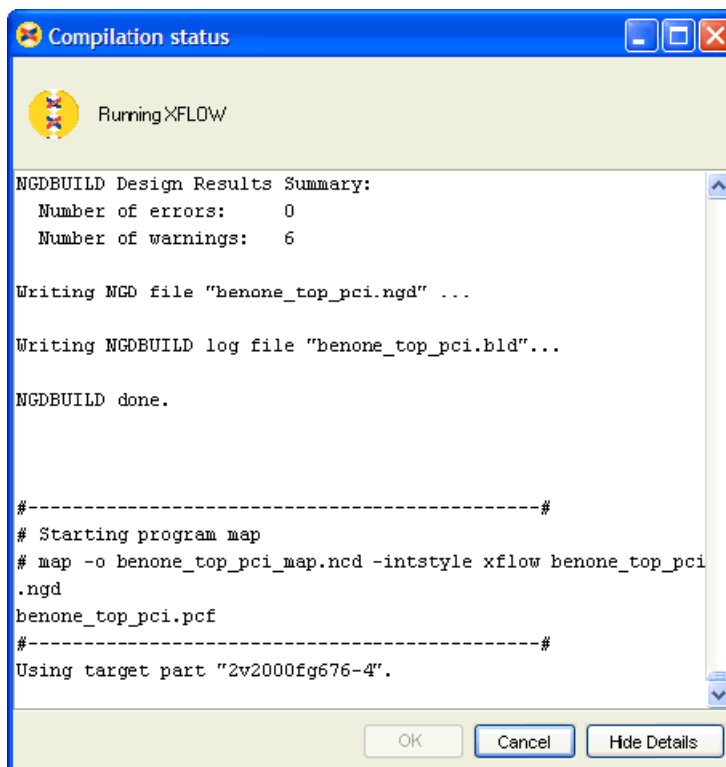 Compilation status
Running XFLOW
NGDBUILD Design Results Summary:
  Number of errors:     0
  Number of warnings:   6
Writing NGD file "benone_top_pci.ngd" ...
Writing NGDBUILD log file "benone_top_pci.bld"...
NGDBUILD done.
#----------------------------------------------#
# Starting program map
# map -o benone_top_pci_map.ncd -intstyle xflow benone_top_pci
.ngd
benone_top_pci.pcf
#----------------------------------------------#
Using target part "2v2000fg676-4".
OK Cancel Hide Details